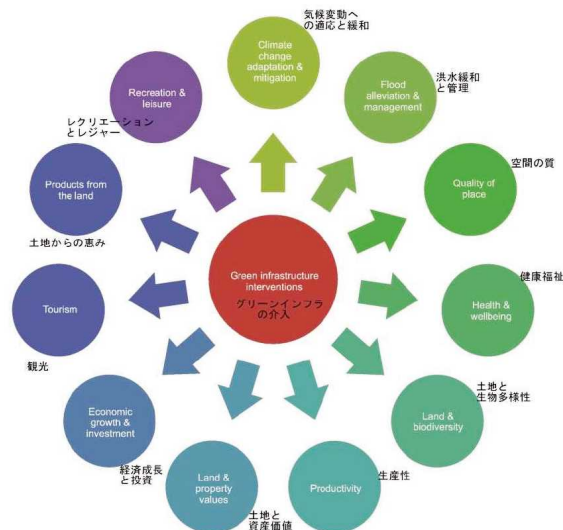 気候変動へ
の適応と緩和
Climate
change
adaptation &
mitigation
洪水緩和
と管理
Flood
alleviation &
management
空間の質
Quality of
place
健康福祉
Health &
wellbeing
土地と
生物多様性
Land &
biodiversity
生産性
Productivity
Land &
property
values
土地と
資産価値
Economic
growth &
investment
経済成長
と投資
Tourism
観光
Products from
the land
土地からの恵み
Recreation &
leisure
レクリエーション
とレジャー
Green infrastructure
interventions
グリーンインフラ
の介入